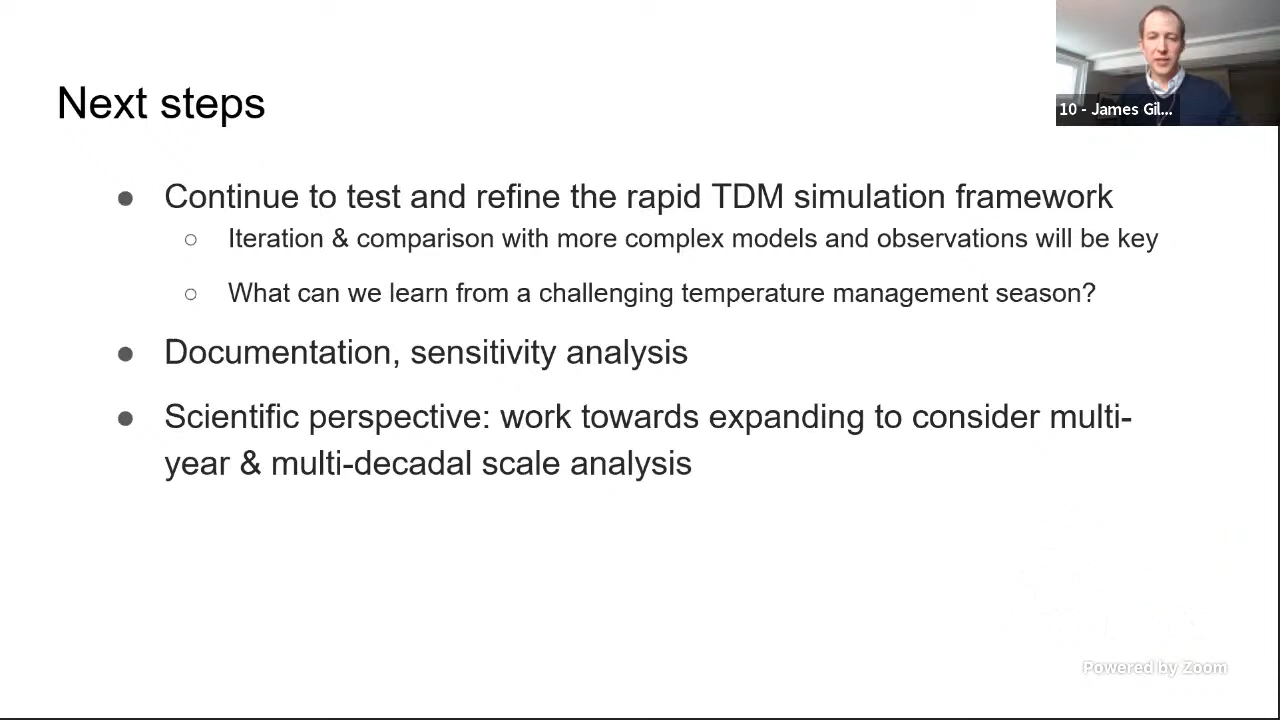 10 - James Gil...
Next steps
● Continue to test and refine the rapid TDM simulation framework
○ Iteration & comparison with more complex models and observations will be key
○ What can we learn from a challenging temperature management season?
● Documentation, sensitivity analysis
● Scientific perspective: work towards expanding to consider multi-
year & multi-decadal scale analysis
Powered by Zoom